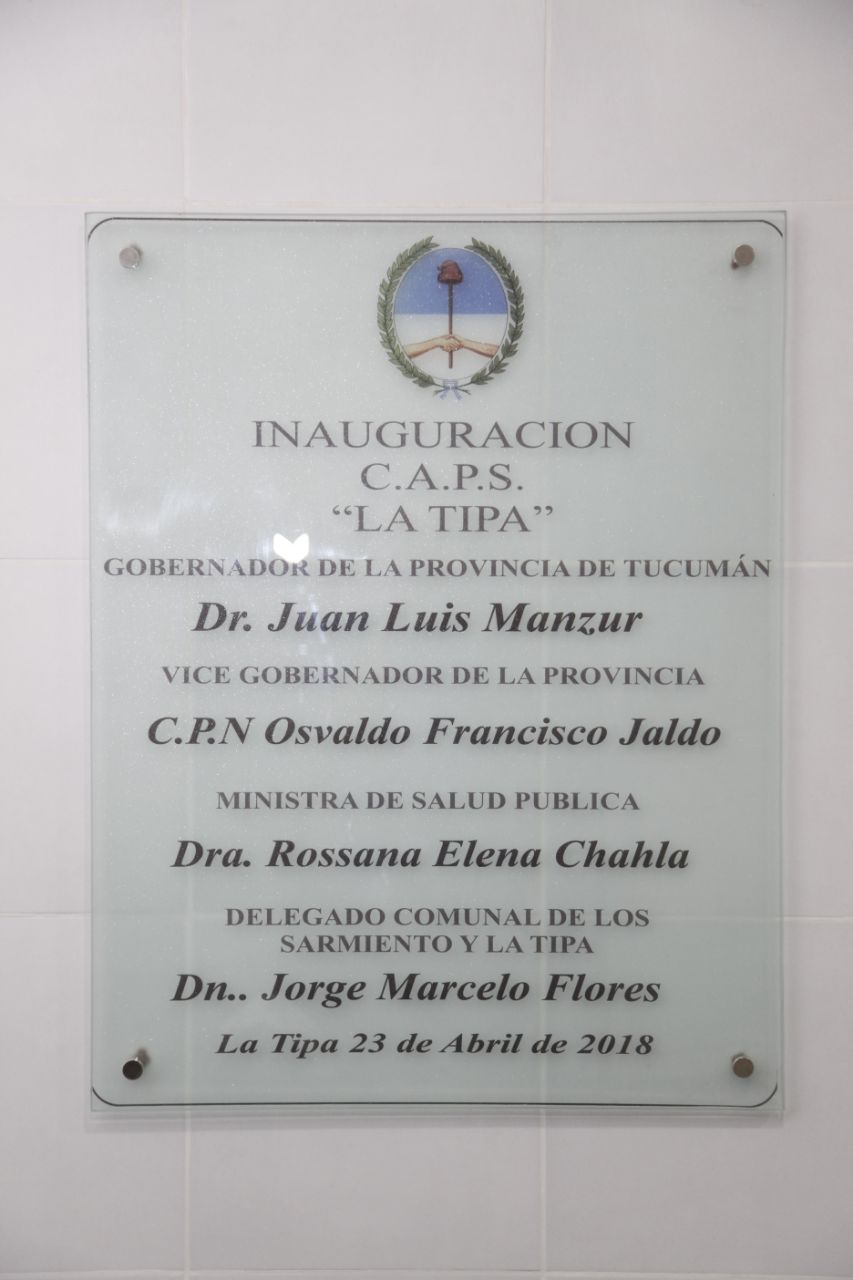 INAUGURACION
C.A.P.S.
“LA TIPA”
GOBERNADOR DE LA PROVINCIA DE TUCUMÁN
Dr. Juan Luis Manzur
VICE GOBERNADOR DE LA PROVINCIA
C.P.N Osvaldo Francisco Jaldo
MINISTRA DE SALUD PUBLICA
Dra. Rossana Elena Chahla
DELEGADO COMUNAL DE LOS
SARMIENTO Y LA TIPA
Dn.. Jorge Marcelo Flores
La Tipa 23 de Abril de 2018